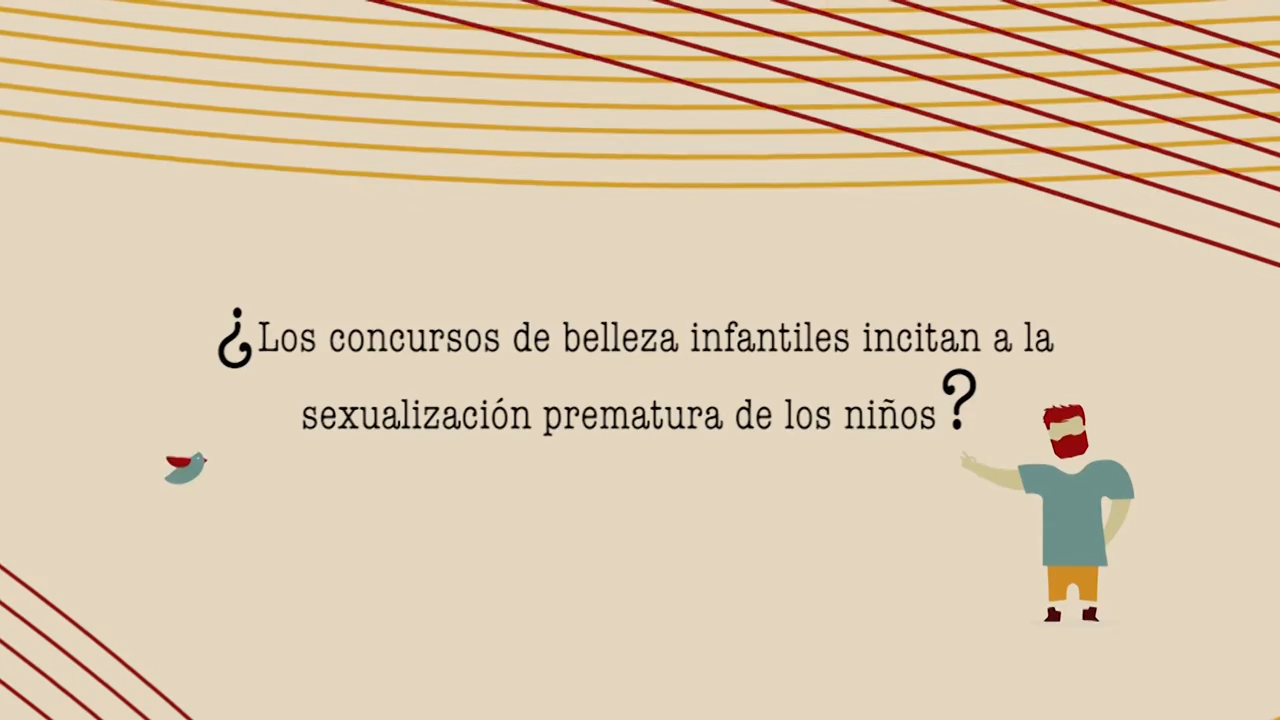 ¿Los concursos de belleza infantiles incitan a la
sexualización prematura de los niños?